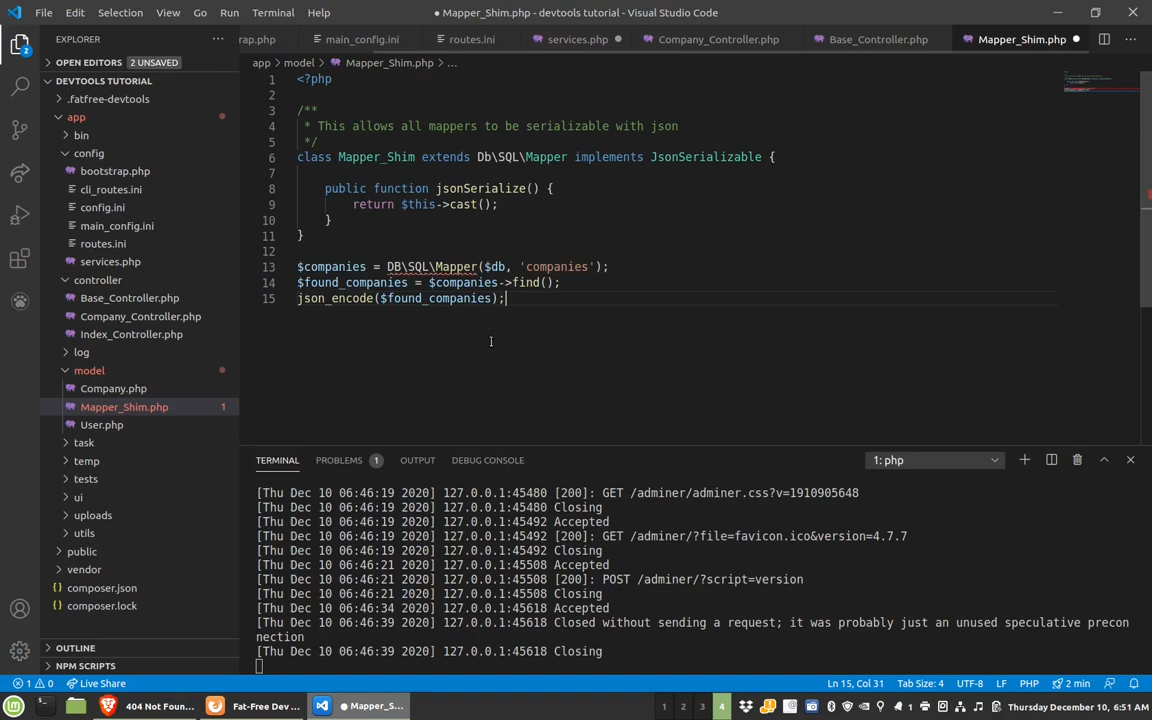 File Edit Selection View Go Run Terminal Help
● Mapper_Shim.php - devtools tutorial - Visual Studio Code
EXPLORER
OPEN EDITORS 2 UNSAVED
DEVTOOLS TUTORIAL
.fatfree-devtools
app
bin
config
bootstrap.php
cli_routes.ini
config.ini
main_config.ini
routes.ini
services.php
controller
Base_Controller.php
Company_Controller.php
Index_Controller.php
log
model
Company.php
Mapper_Shim.php 1
User.php
task
temp
tests
ui
uploads
utils
public
vendor
composer.json
composer.lock
OUTLINE
NPM SCRIPTS
rap.php main_config.ini routes.ini services.php Company_Controller.php Base_Controller.php Mapper_Shim.php
app > model > Mapper_Shim.php > ...
1 <?php
2
3 /**
4 * This allows all mappers to be serializable with json
5 */
6 class Mapper_Shim extends Db\SQL\Mapper implements JsonSerializable {
7
8 public function jsonSerialize() {
9 return $this->cast();
10 }
11 }
12
13 $companies = DB\SQL\Mapper($db, 'companies');
14 $found_companies = $companies->find();
15 json_encode($found_companies);
TERMINAL PROBLEMS 1 OUTPUT DEBUG CONSOLE 1: php
[Thu Dec 10 06:46:19 2020] 127.0.0.1:45480 [200]: GET /adminer/adminer.css?v=1910905648
[Thu Dec 10 06:46:19 2020] 127.0.0.1:45480 Closing
[Thu Dec 10 06:46:19 2020] 127.0.0.1:45492 Accepted
[Thu Dec 10 06:46:19 2020] 127.0.0.1:45492 [200]: GET /adminer/?file=favicon.ico&version=4.7.7
[Thu Dec 10 06:46:19 2020] 127.0.0.1:45492 Closing
[Thu Dec 10 06:46:21 2020] 127.0.0.1:45508 Accepted
[Thu Dec 10 06:46:21 2020] 127.0.0.1:45508 [200]: POST /adminer/?script=version
[Thu Dec 10 06:46:21 2020] 127.0.0.1:45508 Closing
[Thu Dec 10 06:46:34 2020] 127.0.0.1:45618 Accepted
[Thu Dec 10 06:46:39 2020] 127.0.0.1:45618 Closed without sending a request; it was probably just an unused speculative precon
nection
[Thu Dec 10 06:46:39 2020] 127.0.0.1:45618 Closing
1 0 Live Share Ln 15, Col 31 Tab Size: 4 UTF-8 LF PHP 2 min
404 Not Foun... Fat-Free Dev ... ● Mapper_S... 1 2 3 4 1 Thursday December 10, 6:51 AM